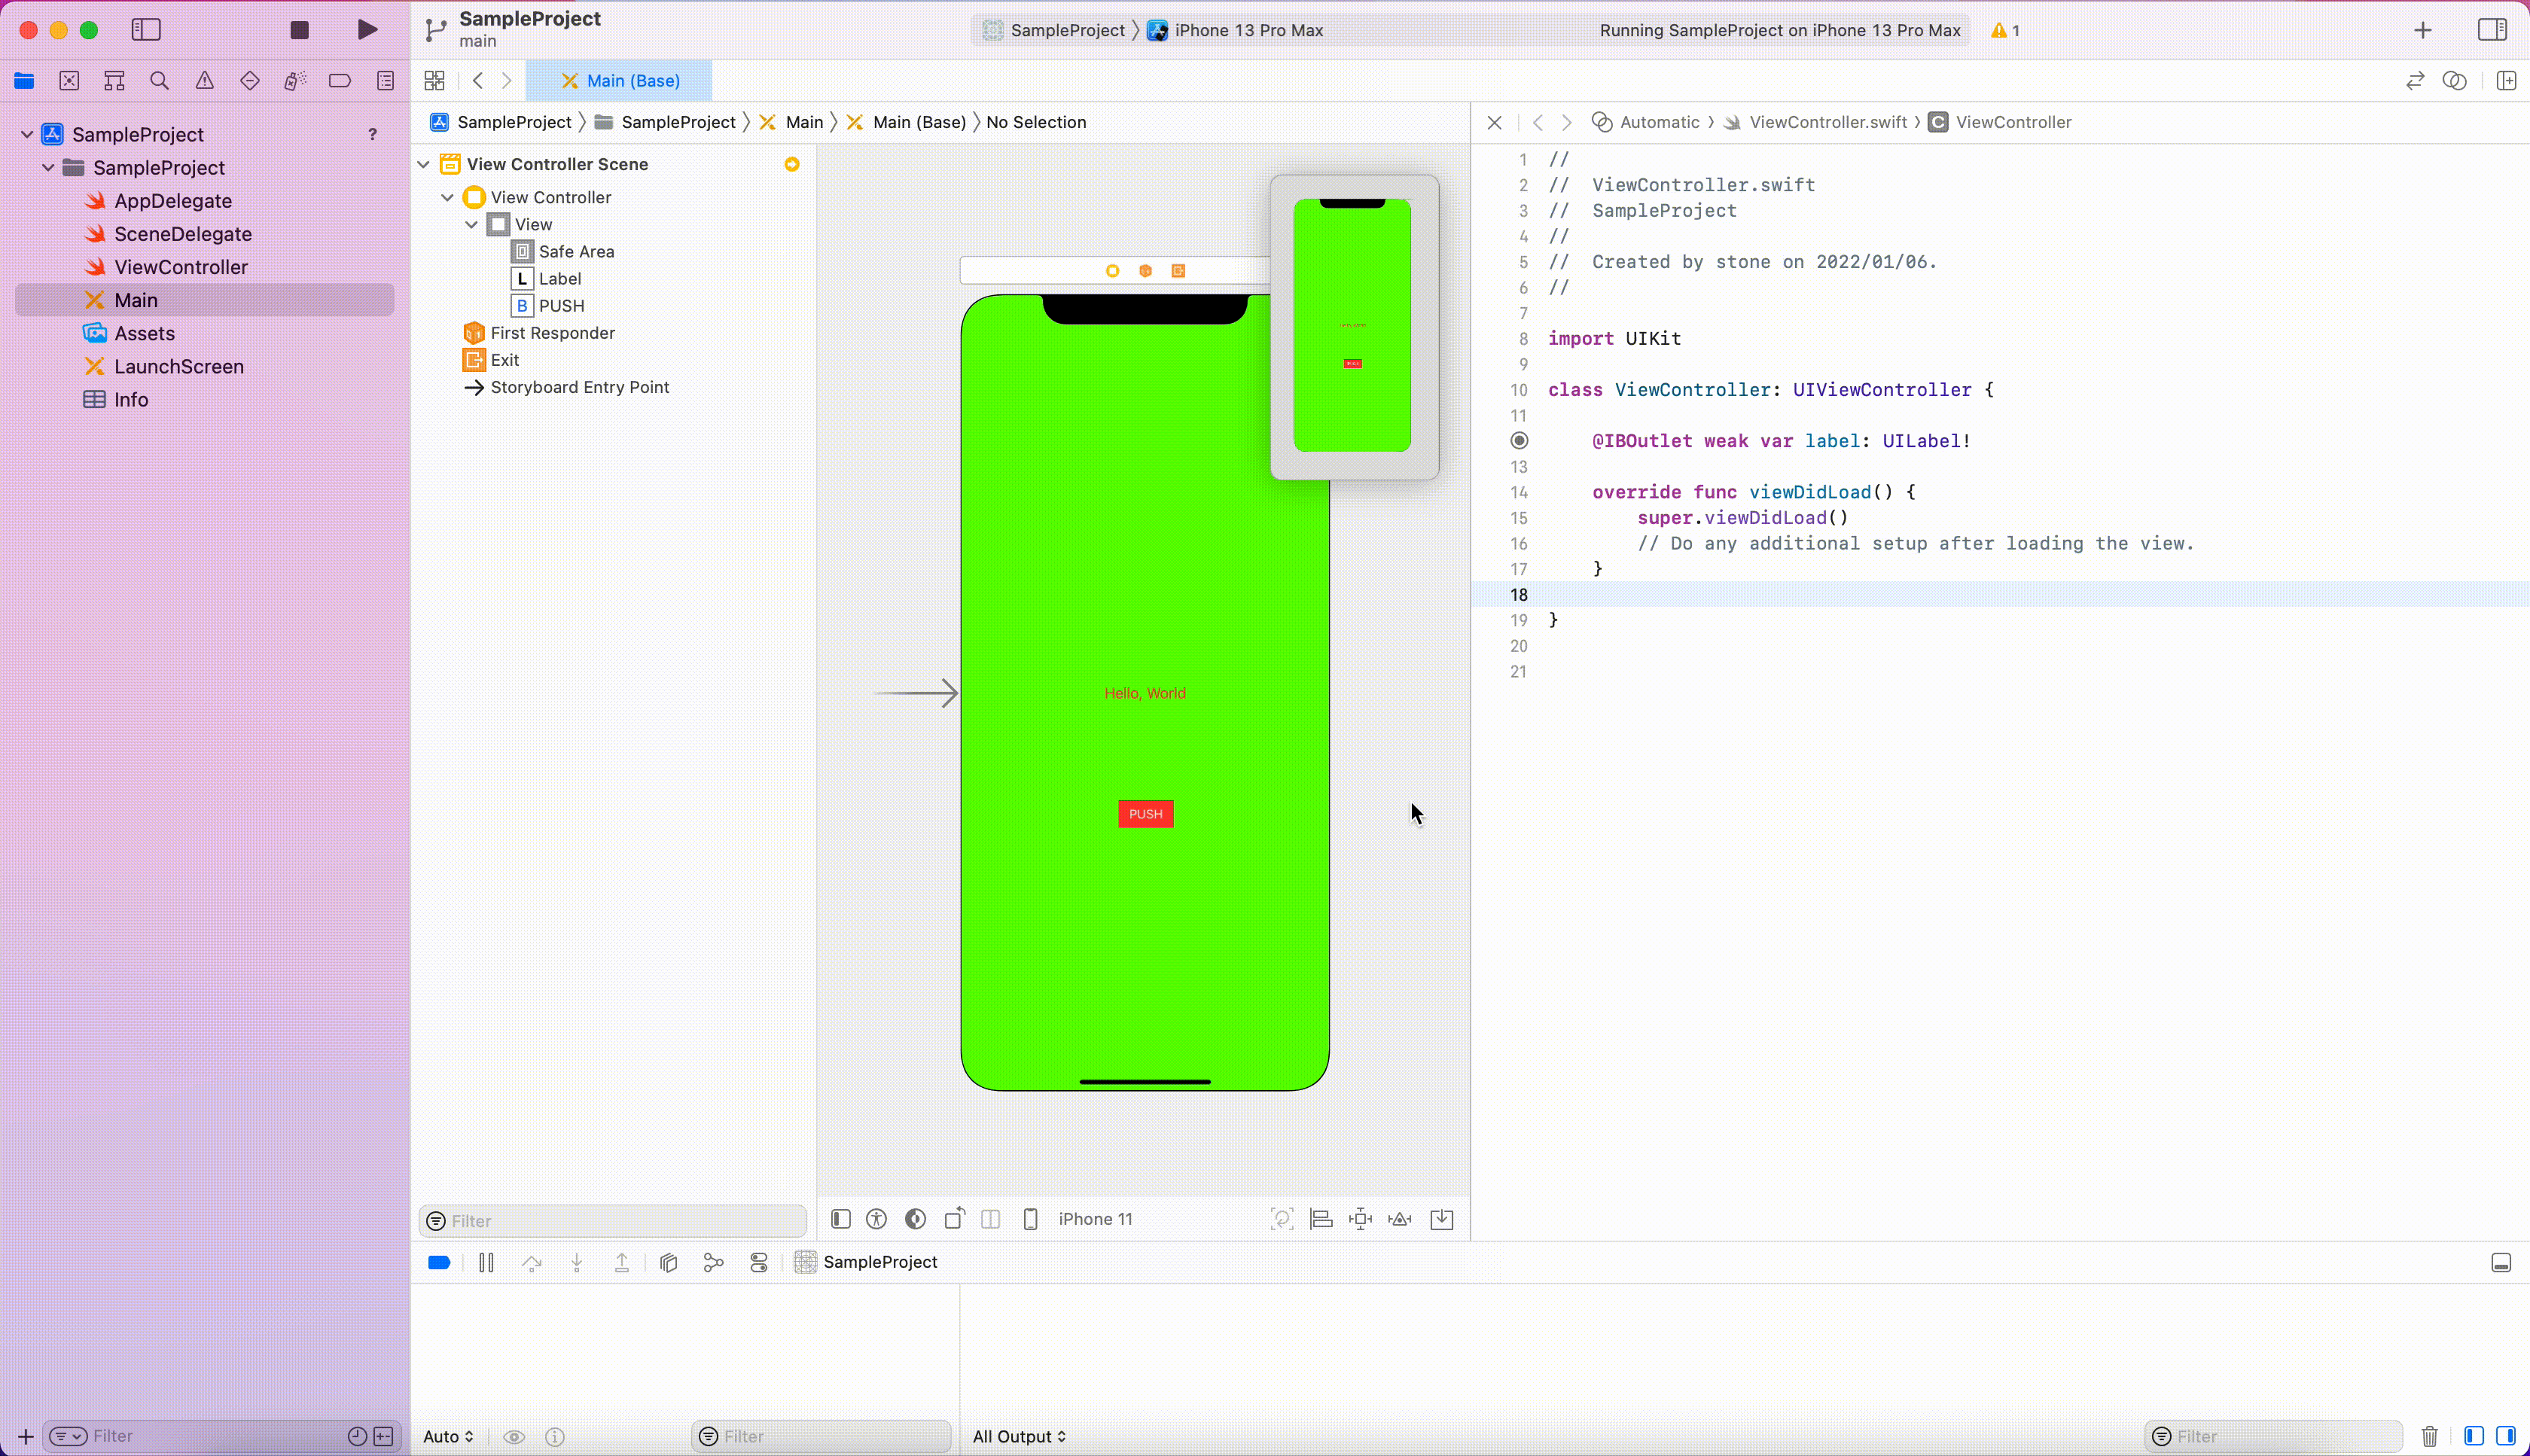 SampleProject
main
SampleProject 〉 iPhone 13 Pro Max
Running SampleProject on iPhone 13 Pro Max
1
Main (Base)
SampleProject 〉 SampleProject 〉 Main 〉 Main (Base) 〉 No Selection
Automatic 〉 ViewController.swift 〉 C ViewController
SampleProject ?
SampleProject
AppDelegate
SceneDelegate
ViewController
Main
Assets
LaunchScreen
Info
View Controller Scene
View Controller
View
Safe Area
L Label
B PUSH
First Responder
Exit
Storyboard Entry Point
Hello, World
PUSH
1 //
2 //  ViewController.swift
3 //  SampleProject
4 //
5 //  Created by stone on 2022/01/06.
6 //
7
8 import UIKit
9
10 class ViewController: UIViewController {
11
@IBOutlet weak var label: UILabel!
13
14 override func viewDidLoad() {
15 super.viewDidLoad()
16 // Do any additional setup after loading the view.
17 }
18
19 }
20
21
Filter
iPhone 11
SampleProject
Filter
Auto
Filter
All Output
Filter